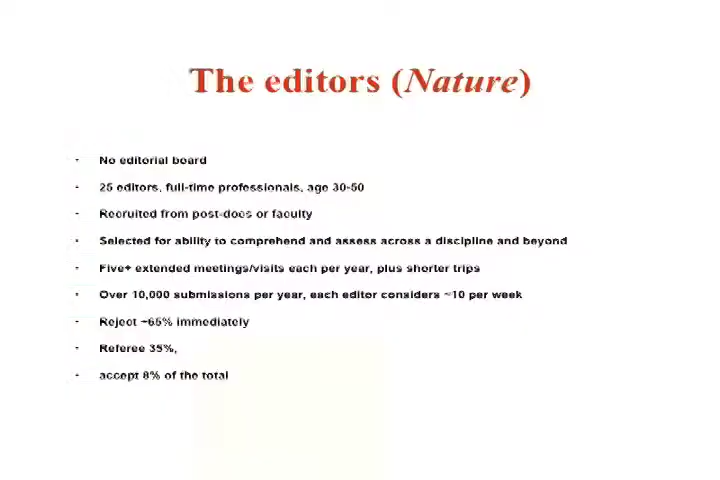 The editors (Nature)
- No editorial board
- 25 editors, full-time professionals, age 30-50
- Recruited from post-docs or faculty
- Selected for ability to comprehend and assess across a discipline and beyond
- Five+ extended meetings/visits each per year, plus shorter trips
- Over 10,000 submissions per year, each editor considers ~10 per week
- Reject ~65% immediately
- Referee 35%,
- accept 8% of the total